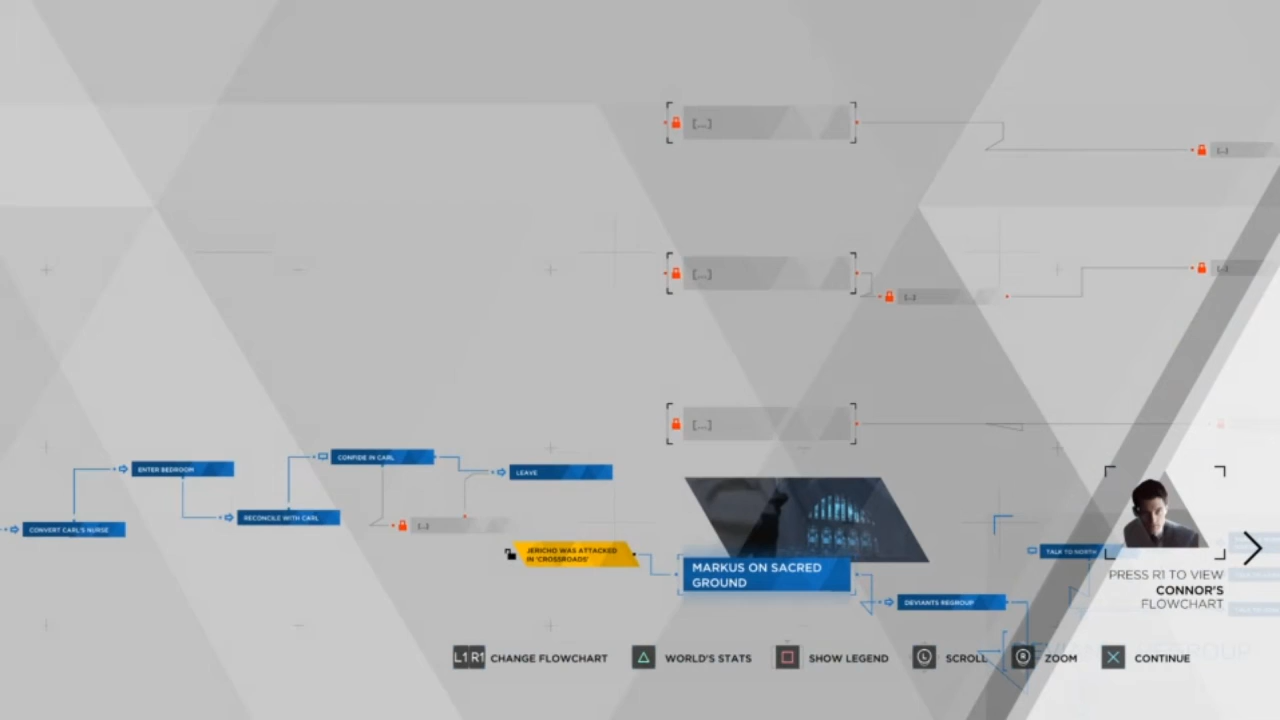 [...]
[...]
[...]
[...]
[...]
[...]
CONFIDE IN CARL
ENTER BEDROOM
LEAVE
RECONCILE WITH CARL
CONVERT CARL'S NURSE
[...]
JERICHO WAS ATTACKED
IN 'CROSSROADS'
MARKUS ON SACRED
GROUND
DEVIANTS REGROUP
TALK TO NORTH
PRESS R1 TO VIEW
CONNOR'S
FLOWCHART
L1 R1 CHANGE FLOWCHART
WORLD'S STATS
SHOW LEGEND
L SCROLL
R ZOOM
CONTINUE